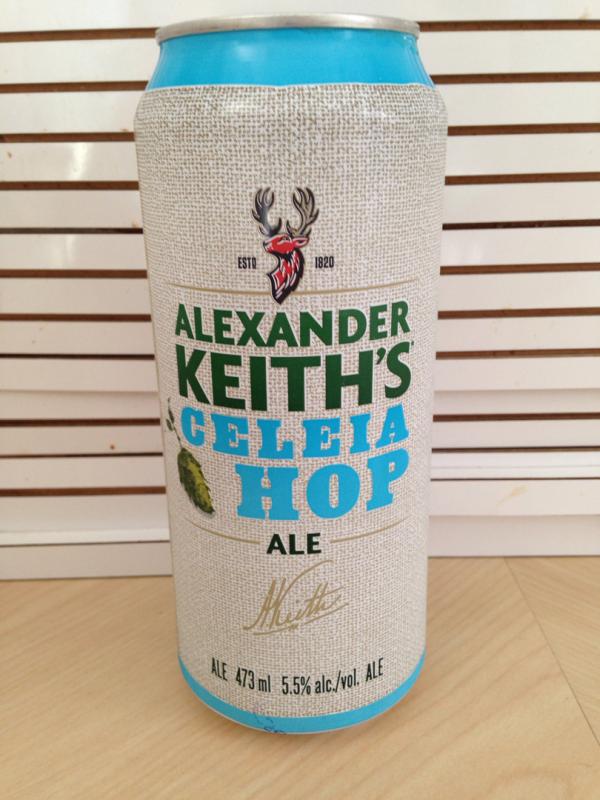 ESTD 1820
ALEXANDER
KEITH'S
CELEIA
HOP
ALE
AKeith
ALE 473 ml 5.5% alc./vol. ALE